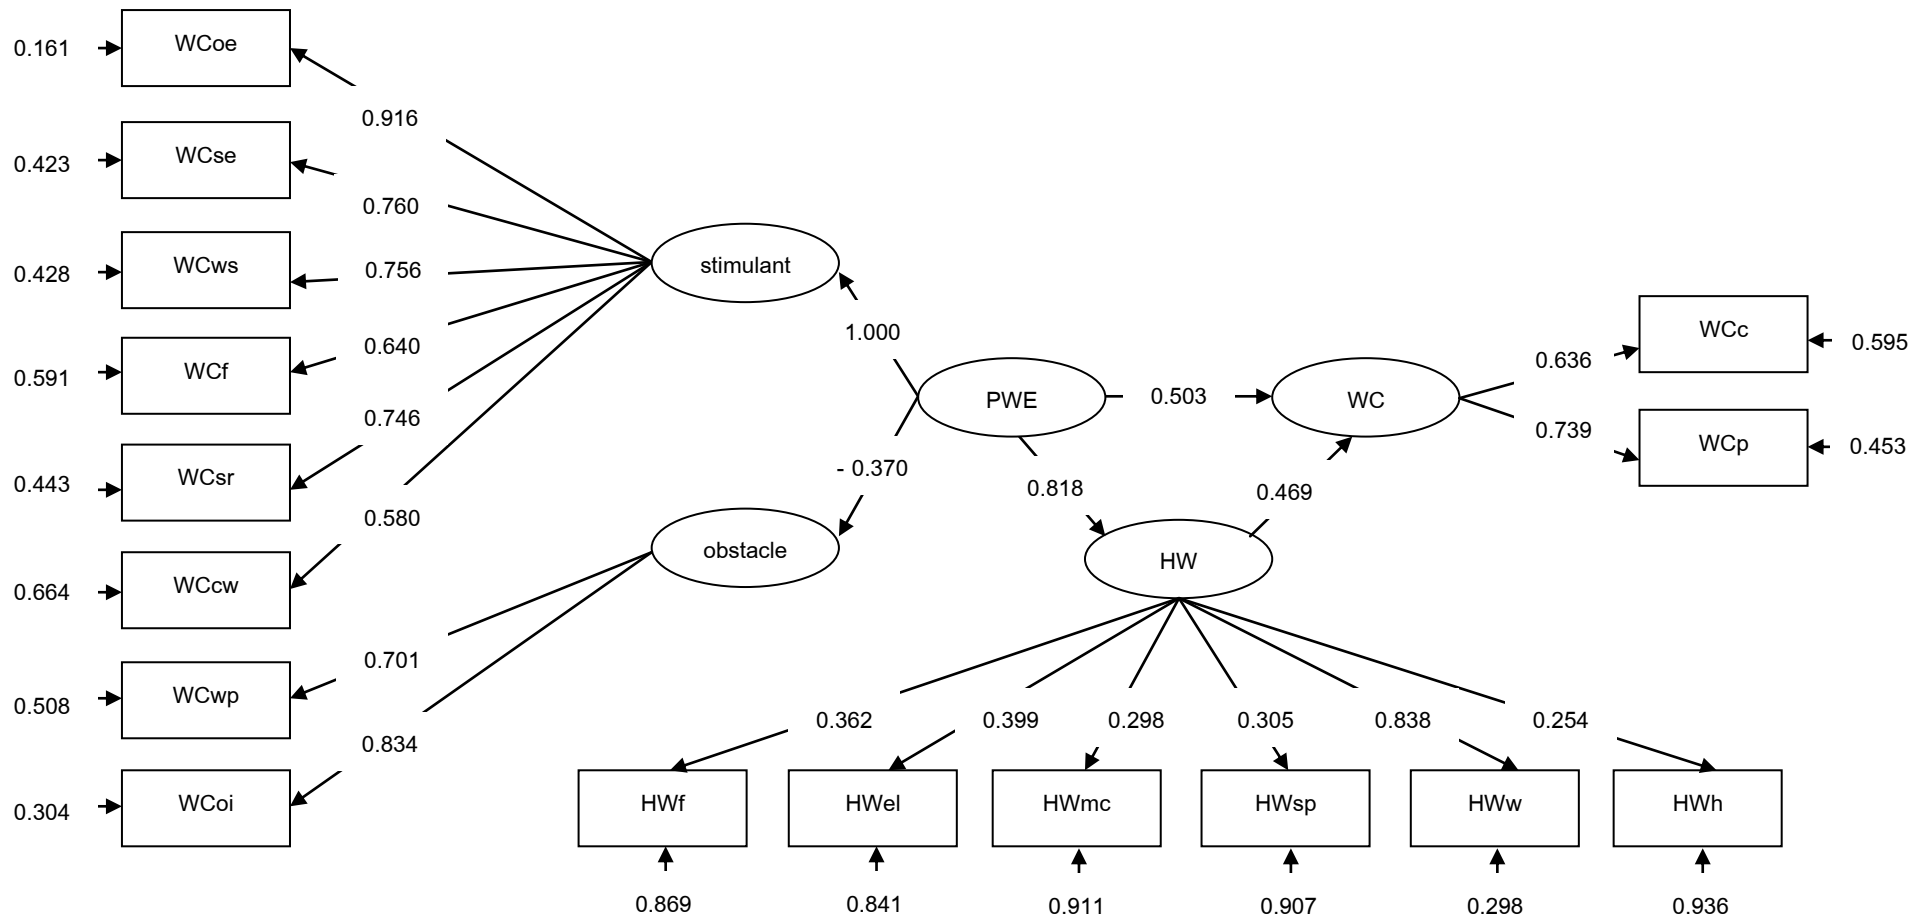 WCoe
0.161
0.916
WCse
0.423
0.760
WCws
0.428
0.756
stimulant
1.000
WCf
0.591
0.640
0.746
WCsr
0.443
0.580
- 0.370
PWE
0.503
WC
0.636
WCc
0.595
0.739
WCp
0.453
0.818
0.469
obstacle
HW
WCcw
0.664
0.701
WCwp
0.508
0.834
WCoi
0.304
0.362
0.399
0.298
0.305
0.838
0.254
HWf
HWel
HWmc
HWsp
HWw
HWh
0.869
0.841
0.911
0.907
0.298
0.936